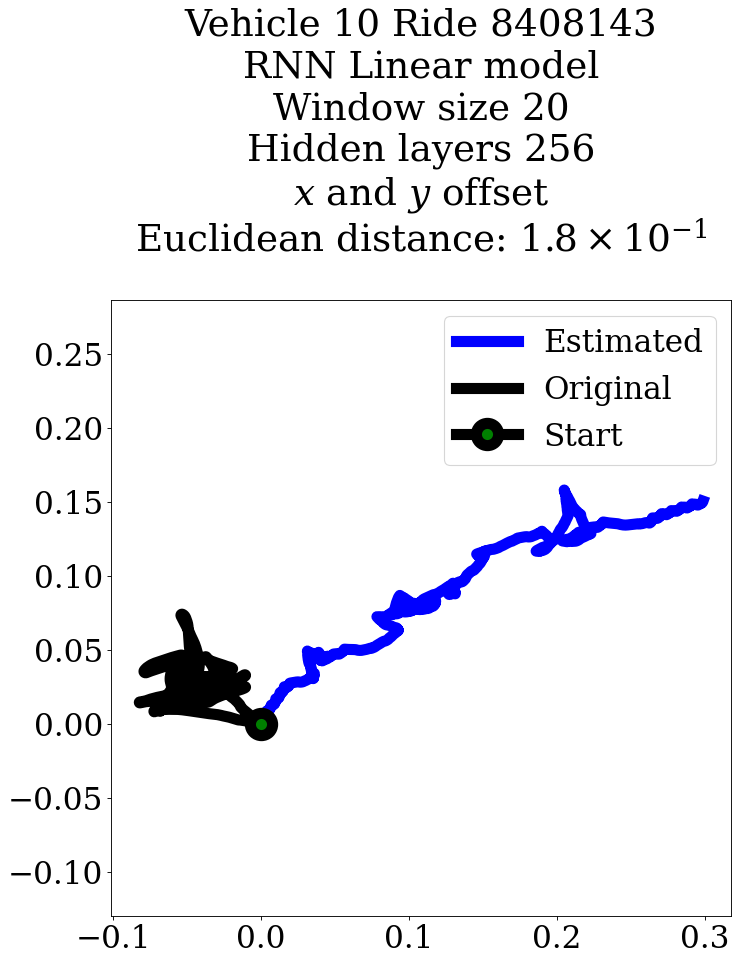 Vehicle 10 Ride 8408143
RNN Linear model
Window size 20
Hidden layers 256
x and y offset
Euclidean distance: 1.8 × 10⁻¹
Estimated
Original
Start
0.25
0.20
0.15
0.10
0.05
0.00
−0.05
−0.10
−0.1 0.0 0.1 0.2 0.3